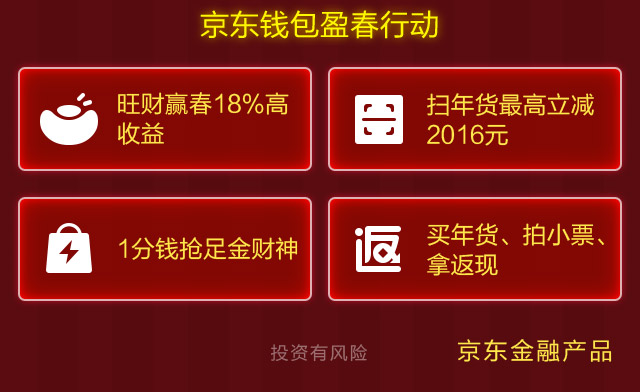 京东钱包盈春行动
旺财赢春18%高
收益
扫年货最高立减
2016元
1分钱抢足金财神
买年货、拍小票、
拿返现
返
投资有风险
京东金融产品